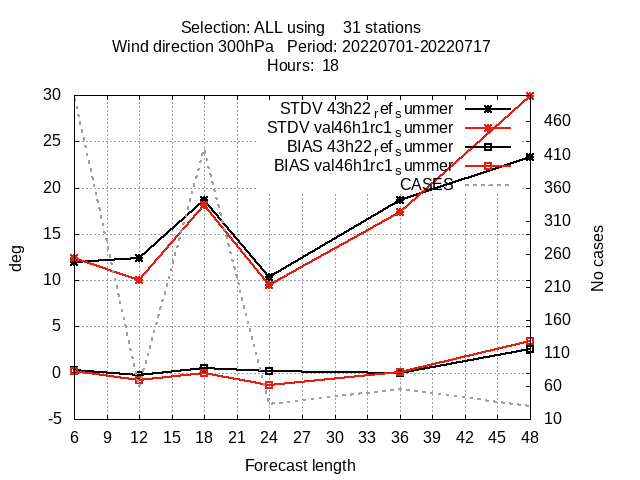 Selection: ALL using 31 stations
Wind direction 300hPa Period: 20220701-20220717
Hours: 18
30
25
20
15
10
5
0
-5
deg
STDV 43h22_ref_summer
STDV val46h1rc1_summer
BIAS 43h22_ref_summer
BIAS val46h1rc1_summer
CASES
460
410
360
310
260
210
160
110
60
10
No cases
6 9 12 15 18 21 24 27 30 33 36 39 42 45 48
Forecast length